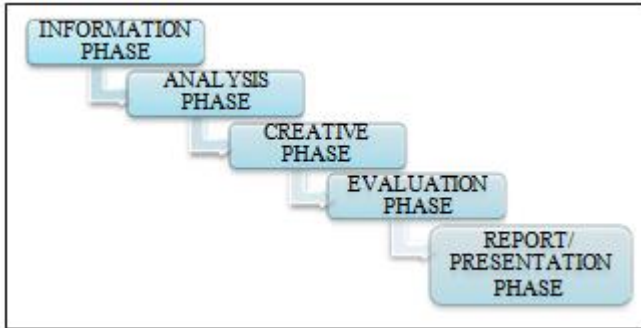 INFORMATION
PHASE
ANALYSIS
PHASE
CREATIVE
PHASE
EVALUATION
PHASE
REPORT/
PRESENTATION
PHASE